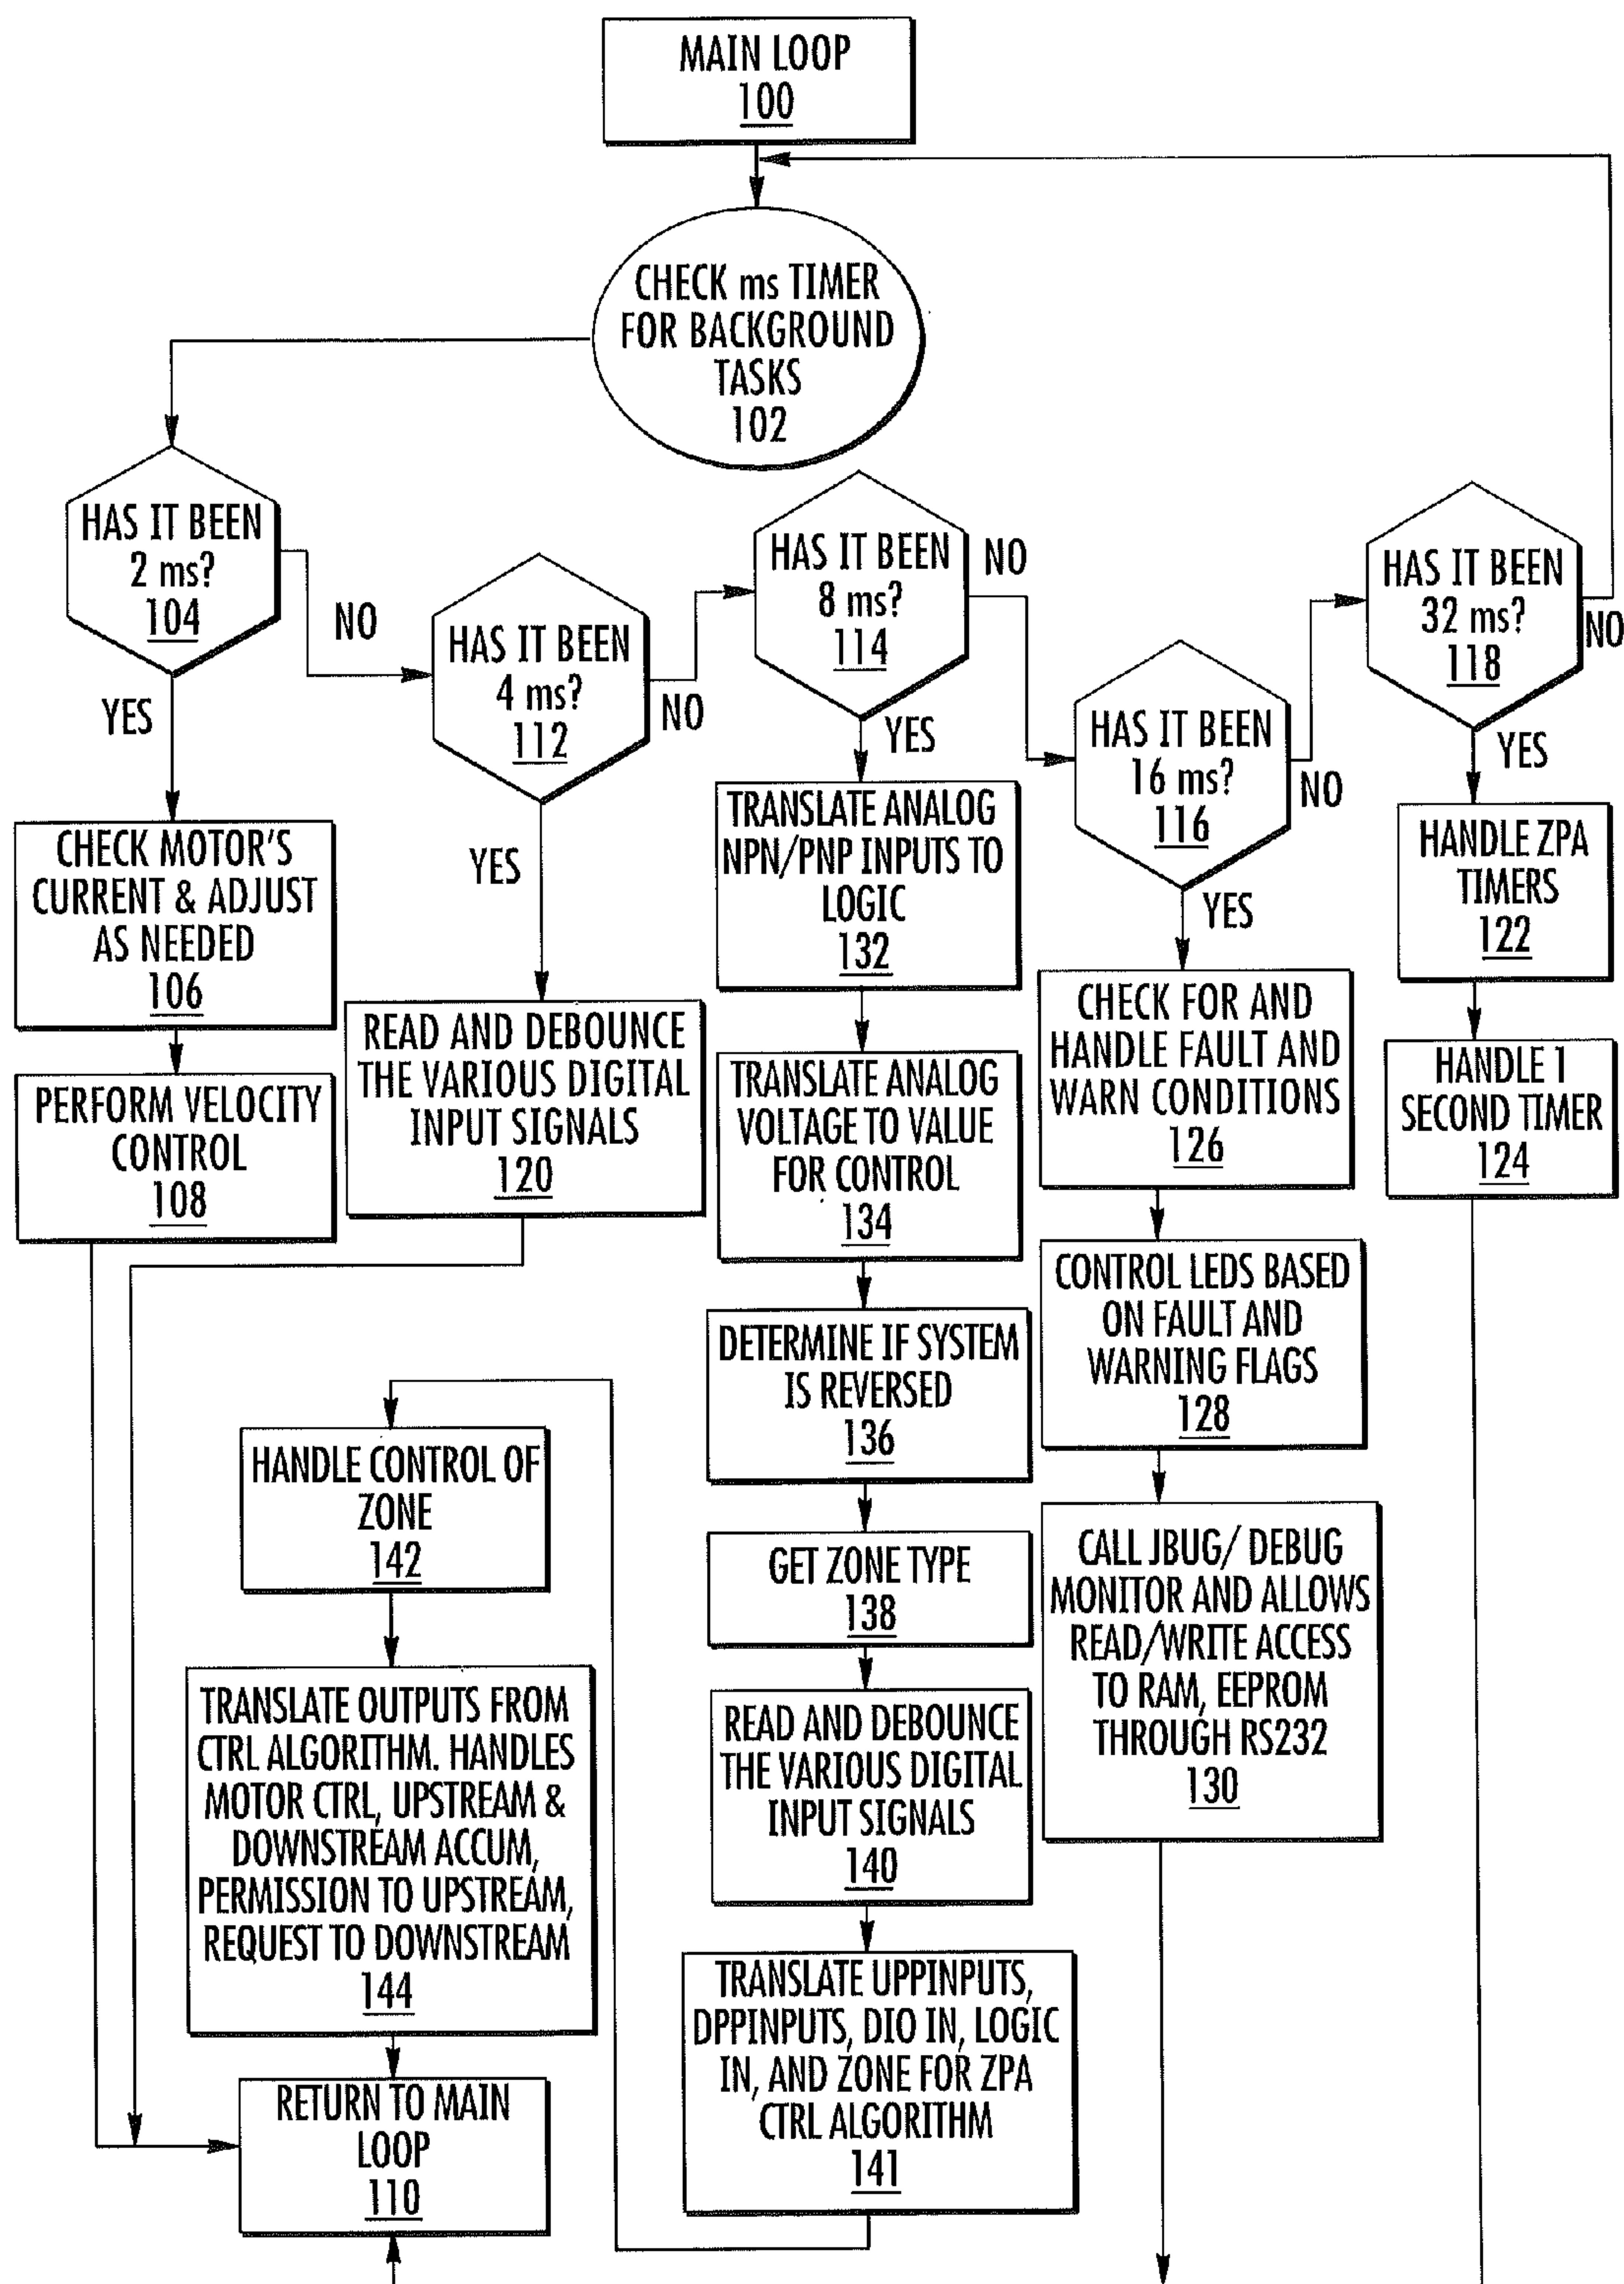 MAIN LOOP
100
CHECK ms TIMER
FOR BACKGROUND
TASKS
102
HAS IT BEEN
2 ms?
104
NO
YES
HAS IT BEEN
4 ms?
112
NO
YES
HAS IT BEEN
8 ms?
114
NO
YES
HAS IT BEEN
16 ms?
116
NO
YES
HAS IT BEEN
32 ms?
118
NO
YES
CHECK MOTOR'S
CURRENT & ADJUST
AS NEEDED
106
PERFORM VELOCITY
CONTROL
108
READ AND DEBOUNCE
THE VARIOUS DIGITAL
INPUT SIGNALS
120
TRANSLATE ANALOG
NPN/PNP INPUTS TO
LOGIC
132
TRANSLATE ANALOG
VOLTAGE TO VALUE
FOR CONTROL
134
DETERMINE IF SYSTEM
IS REVERSED
136
GET ZONE TYPE
138
READ AND DEBOUNCE
THE VARIOUS DIGITAL
INPUT SIGNALS
140
TRANSLATE UPPINPUTS,
DPPINPUTS, DIO IN, LOGIC
IN, AND ZONE FOR ZPA
CTRL ALGORITHM
141
CHECK FOR AND
HANDLE FAULT AND
WARN CONDITIONS
126
CONTROL LEDS BASED
ON FAULT AND
WARNING FLAGS
128
CALL JBUG/ DEBUG
MONITOR AND ALLOWS
READ/WRITE ACCESS
TO RAM, EEPROM
THROUGH RS232
130
HANDLE ZPA
TIMERS
122
HANDLE 1
SECOND TIMER
124
HANDLE CONTROL OF
ZONE
142
TRANSLATE OUTPUTS FROM
CTRL ALGORITHM. HANDLES
MOTOR CTRL, UPSTREAM &
DOWNSTREAM ACCUM,
PERMISSION TO UPSTREAM,
REQUEST TO DOWNSTREAM
144
RETURN TO MAIN
LOOP
110